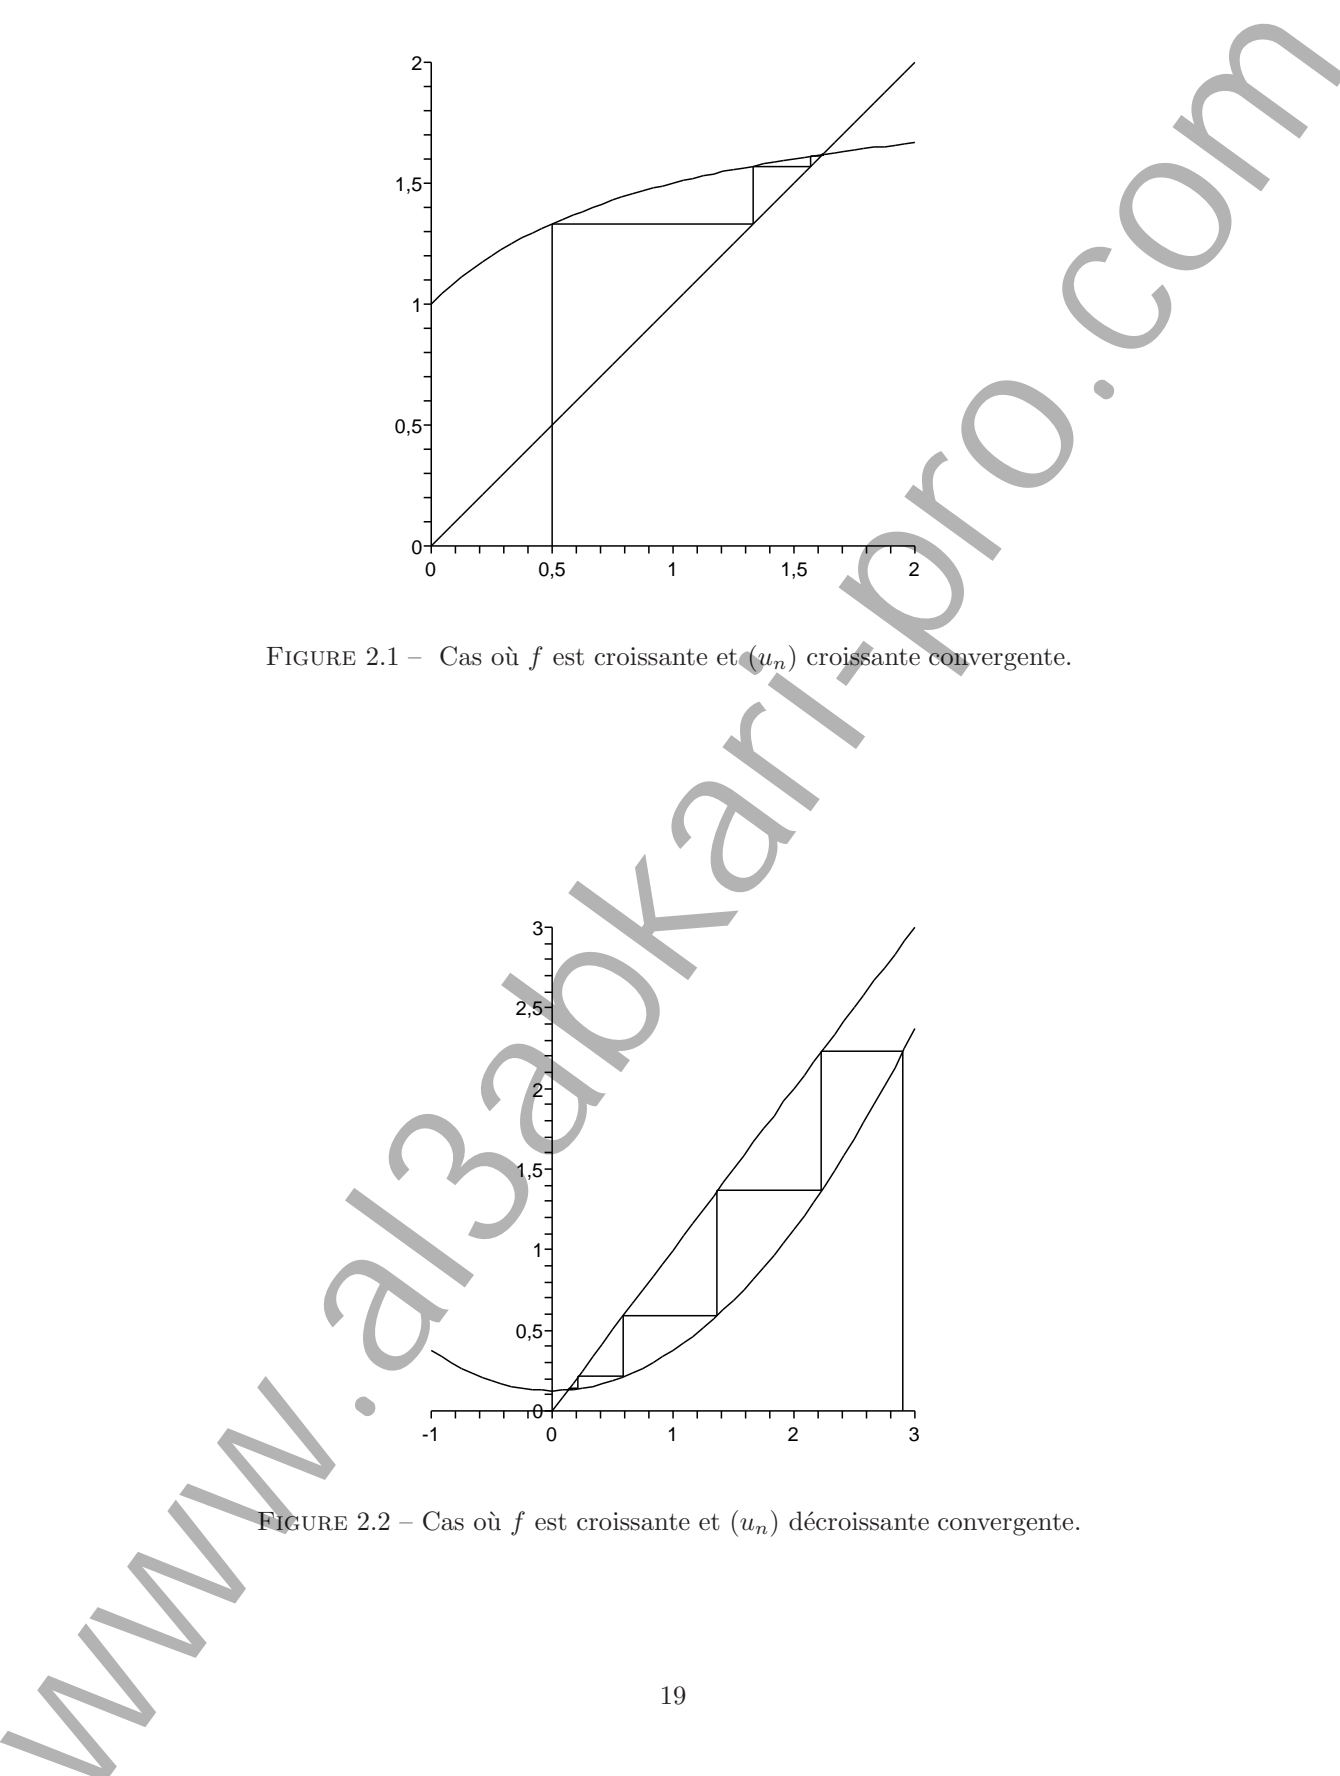 2
1,5
1
0,5
0
0 0,5 1 1,5 2
FIGURE 2.1 – Cas où f est croissante et (uₙ) croissante convergente.
3
2,5
2
1,5
1
0,5
0
-1 0 1 2 3
FIGURE 2.2 – Cas où f est croissante et (uₙ) décroissante convergente.
19
www.al3abkari-pro.com